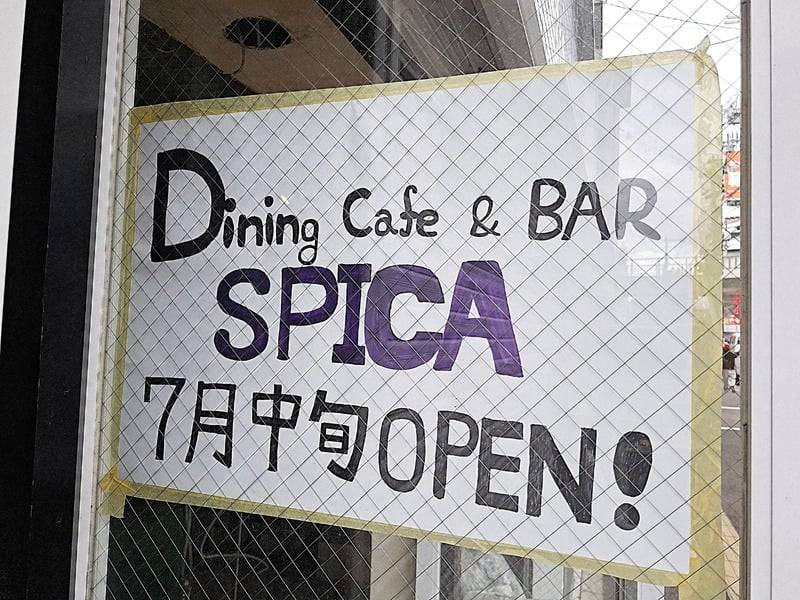 Dining Cafe & BAR
SPICA
7月中旬OPEN!